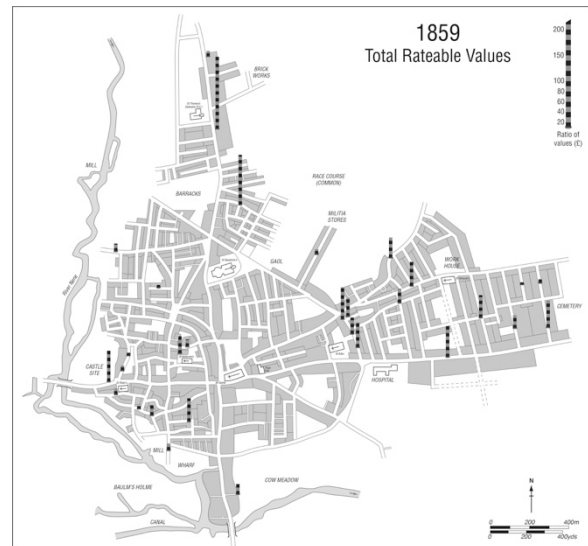 1859
Total Rateable Values
200
150
100
80
60
40
20
Ratio of
values (£)
BRICK
WORKS
MILL
RACE COURSE
(COMMON)
BARRACKS
MILITIA
STORES
GAOL
WORK
HOUSE
CEMETERY
CASTLE
SITE
HOSPITAL
MILL
WHARF
BAULM'S HOLME
COW MEADOW
CANAL
N
0 200 400m
0 200 400yds